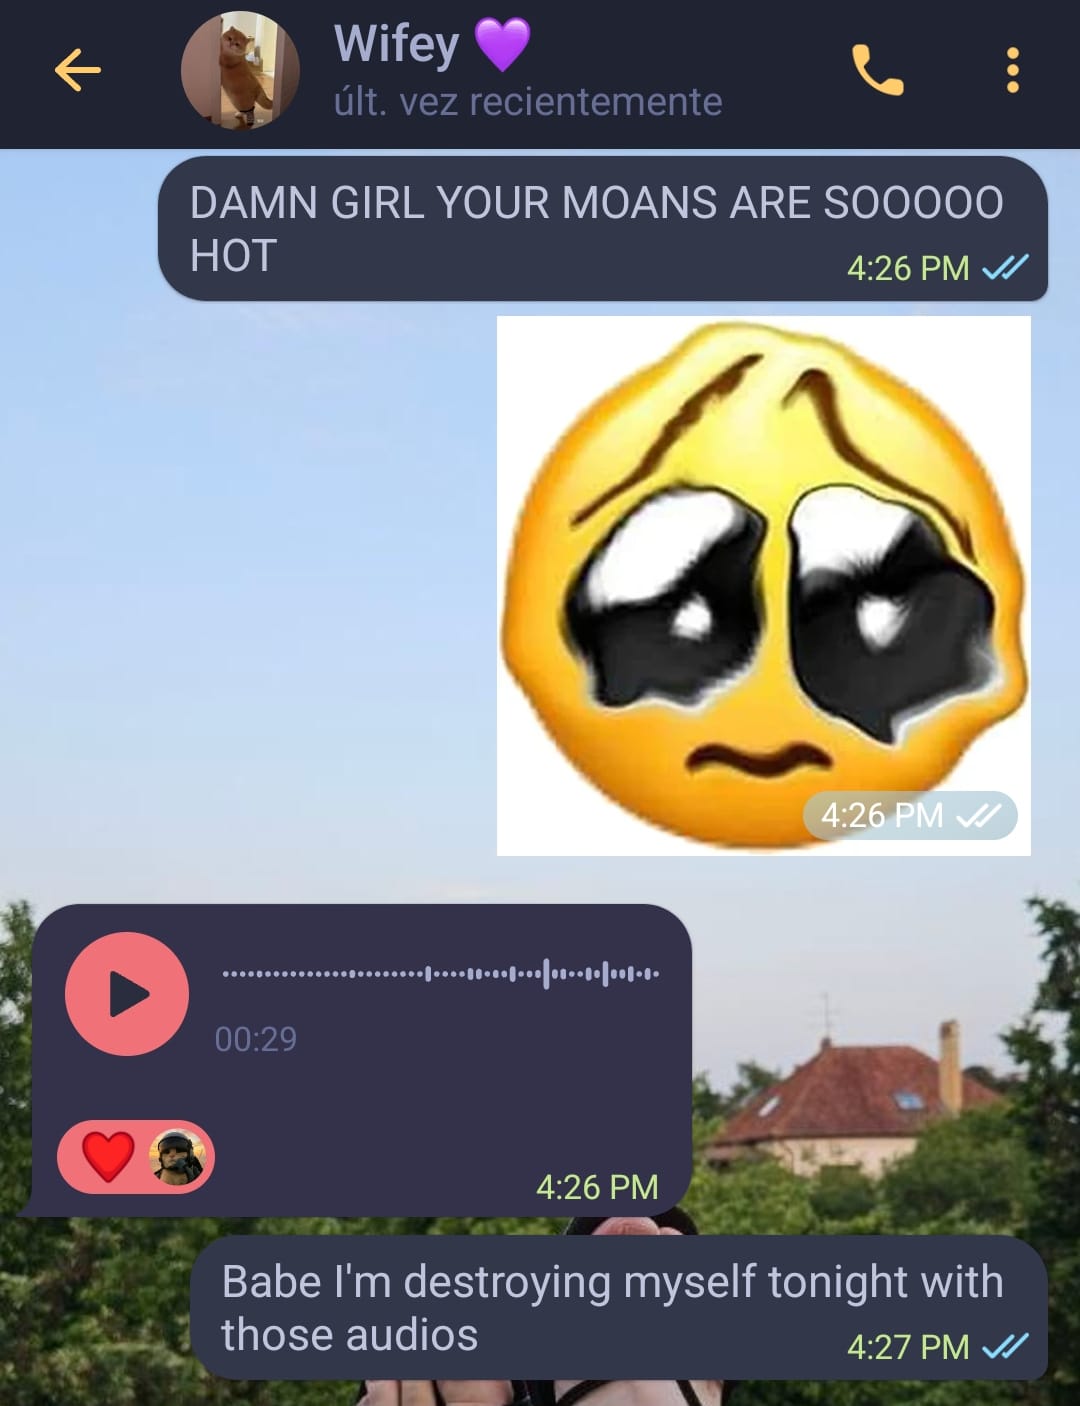 Wifey 💜
últ. vez recientemente
DAMN GIRL YOUR MOANS ARE SOOOOO
HOT
4:26 PM
4:26 PM
00:29
4:26 PM
Babe I'm destroying myself tonight with
those audios
4:27 PM